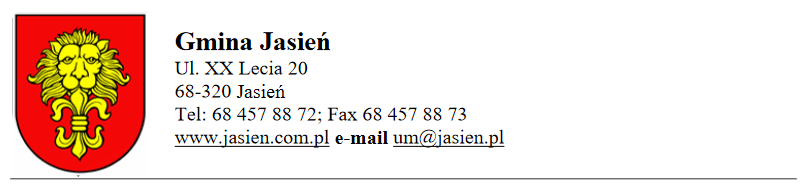 Gmina Jasień
Ul. XX Lecia 20
68-320 Jasień
Tel: 68 457 88 72; Fax 68 457 88 73
www.jasien.com.pl e-mail um@jasien.pl